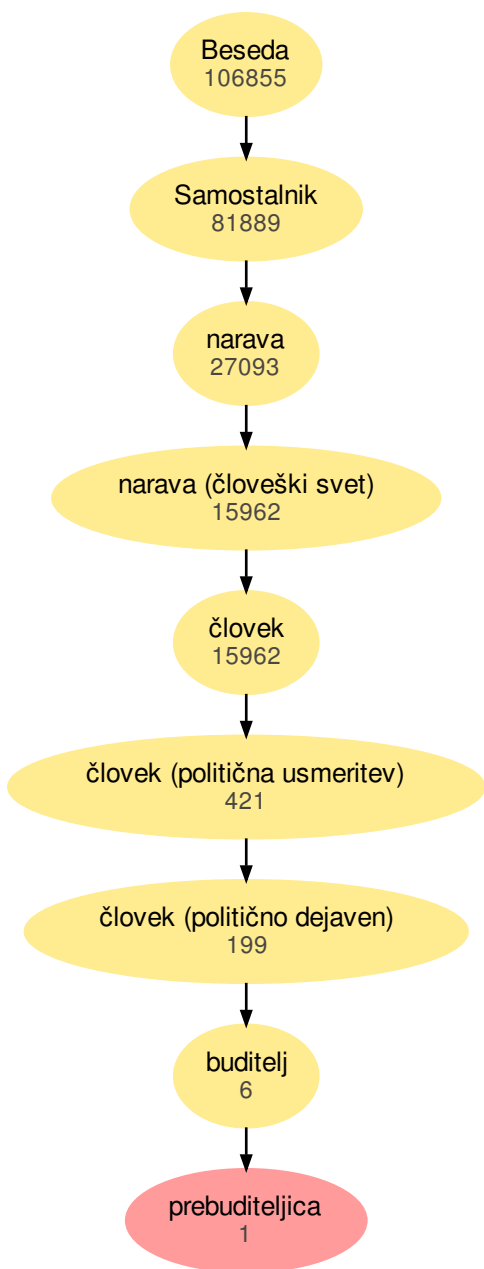 Beseda
106855
Samostalnik
81889
narava
27093
narava (človeški svet)
15962
človek
15962
človek (politična usmeritev)
421
človek (politično dejaven)
199
buditelj
6
prebuditeljica
1